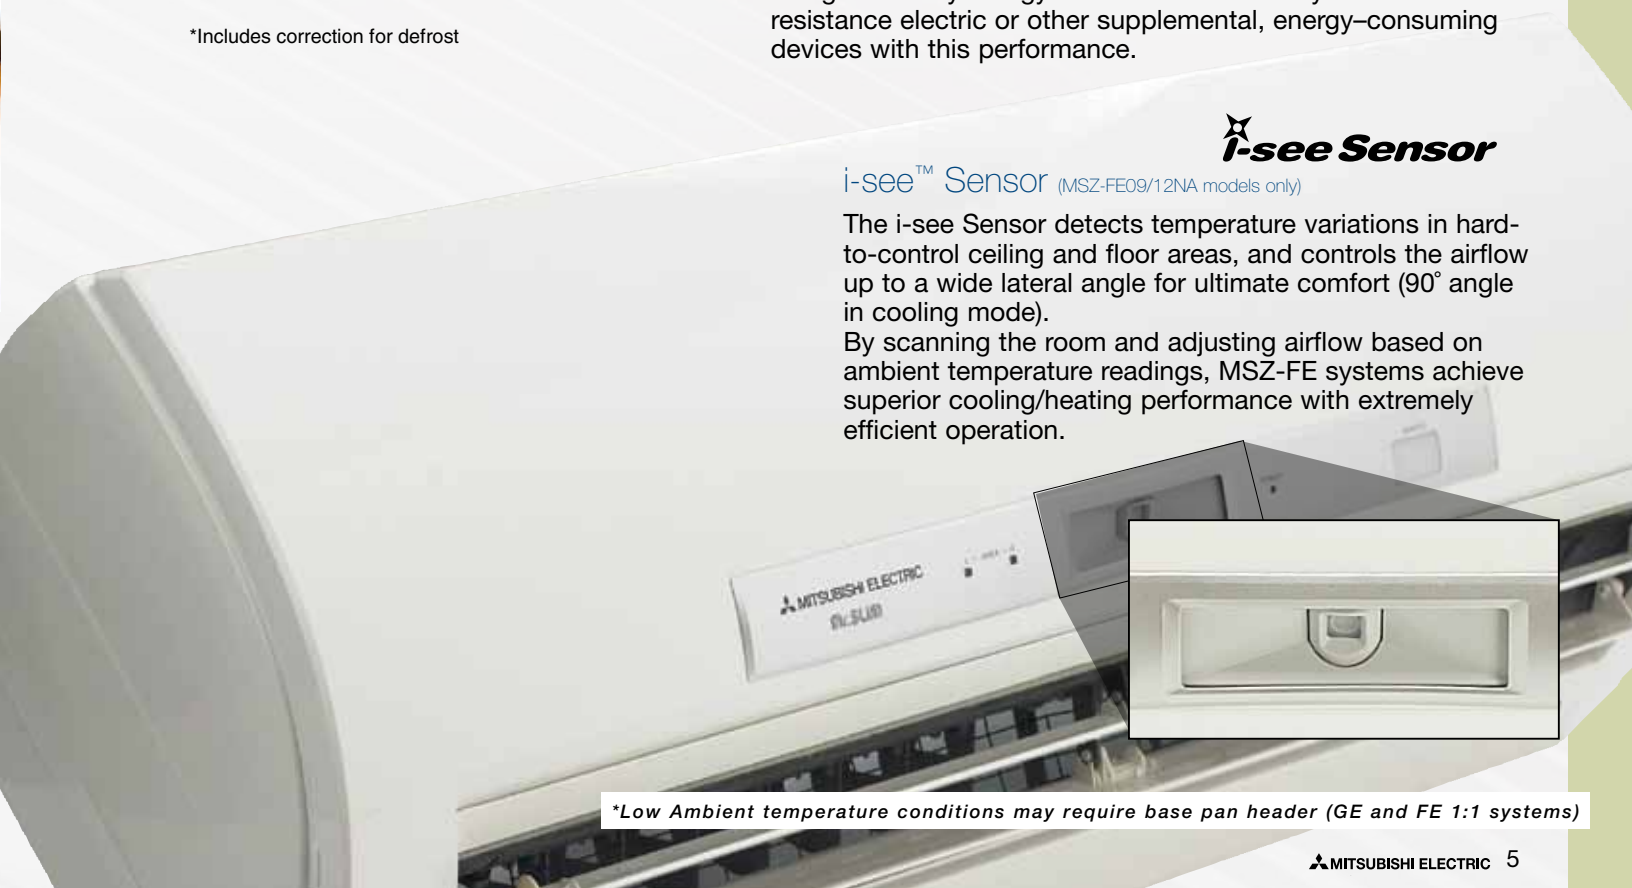 *Includes correction for defrost
resistance electric or other supplemental, energy–consuming
devices with this performance.
i-see Sensor
i-see™ Sensor (MSZ-FE09/12NA models only)
The i-see Sensor detects temperature variations in hard-
to-control ceiling and floor areas, and controls the airflow
up to a wide lateral angle for ultimate comfort (90˚ angle
in cooling mode).
By scanning the room and adjusting airflow based on
ambient temperature readings, MSZ-FE systems achieve
superior cooling/heating performance with extremely
efficient operation.
MITSUBISHI ELECTRIC
Mr.SLIM
*Low Ambient temperature conditions may require base pan header (GE and FE 1:1 systems)
MITSUBISHI ELECTRIC 5